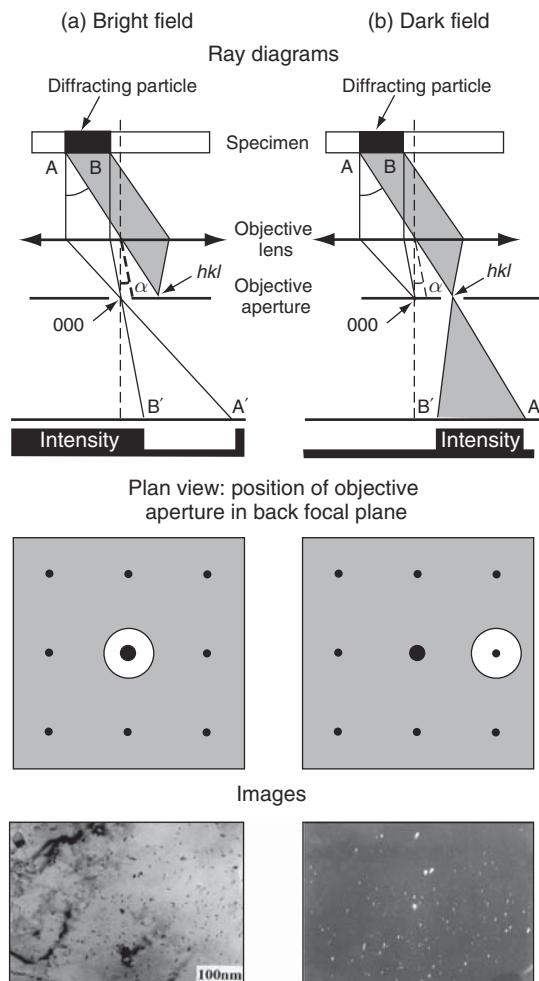 (a) Bright field
(b) Dark field
Ray diagrams
Diffracting particle
Diffracting particle
A
B
Specimen
A
B
Objective
lens
α
hkl
Objective
aperture
α
hkl
000
000
B′
A′
B′
A
Intensity
Intensity
Plan view: position of objective
aperture in back focal plane
Images
100nm